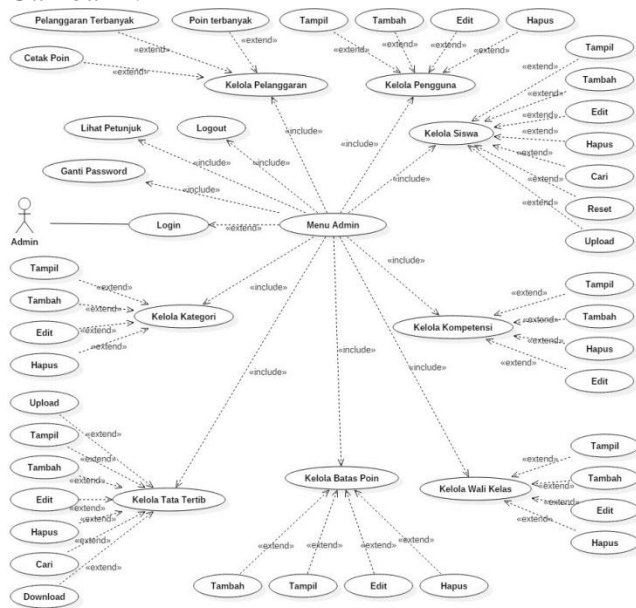 Pelanggaran Terbanyak
Poin terbanyak
Tampil
Tambah
Edit
Hapus
«extend»
«extend»
«extend»
«extend»
«extend»
«extend»
Cetak Poin
«extend»
Kelola Pelanggaran
Kelola Pengguna
Tampil
«extend»
Tambah
«extend»
Edit
«extend»
Hapus
«extend»
Cari
«extend»
Reset
«extend»
Upload
«extend»
Kelola Siswa
Lihat Petunjuk
Logout
«include»
«include»
«include»
«include»
«include»
Ganti Password
«include»
Admin
Login
«extend»
Menu Admin
Tampil
«extend»
Tambah
«extend»
Edit
«extend»
Hapus
«extend»
Kelola Kategori
«include»
«include»
Tampil
«extend»
Tambah
«extend»
Hapus
«extend»
Edit
«extend»
Kelola Kompetensi
«include»
«include»
«include»
Upload
«extend»
Tampil
«extend»
Tambah
«extend»
Edit
«extend»
Hapus
«extend»
Cari
«extend»
Download
«extend»
Kelola Tata Tertib
Kelola Batas Poin
Kelola Wali Kelas
Tampil
«extend»
Tambah
«extend»
Edit
«extend»
Hapus
«extend»
«extend»
«extend»
«extend»
«extend»
Tambah
Tampil
Edit
Hapus